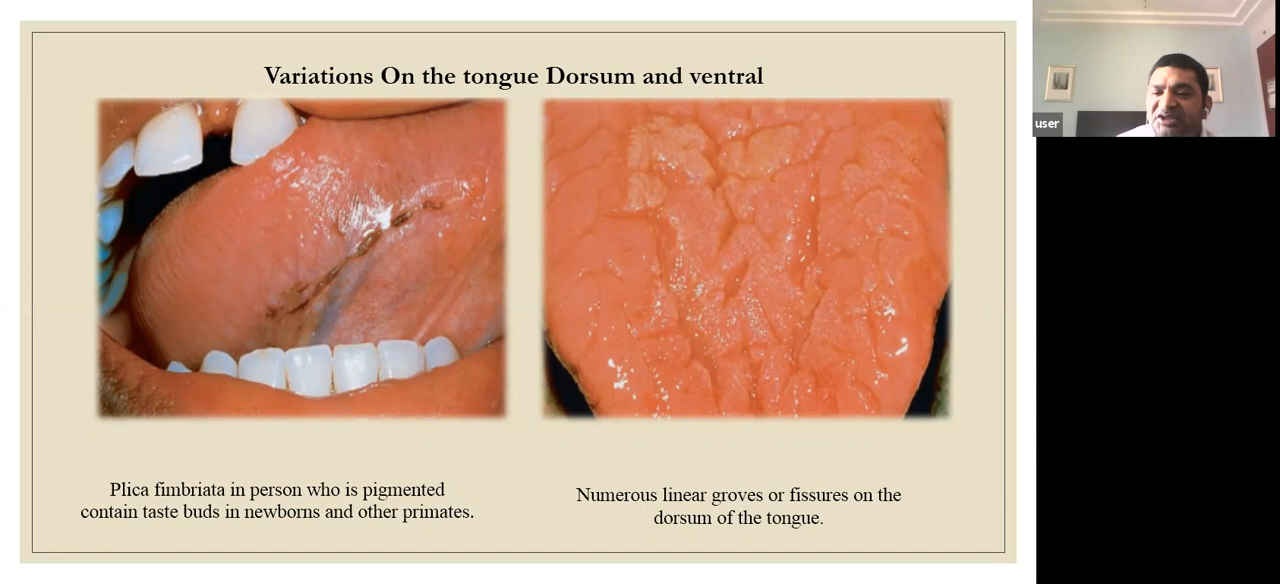 Variations On the tongue Dorsum and ventral
user
Plica fimbriata in person who is pigmented
contain taste buds in newborns and other primates.
Numerous linear groves or fissures on the
dorsum of the tongue.